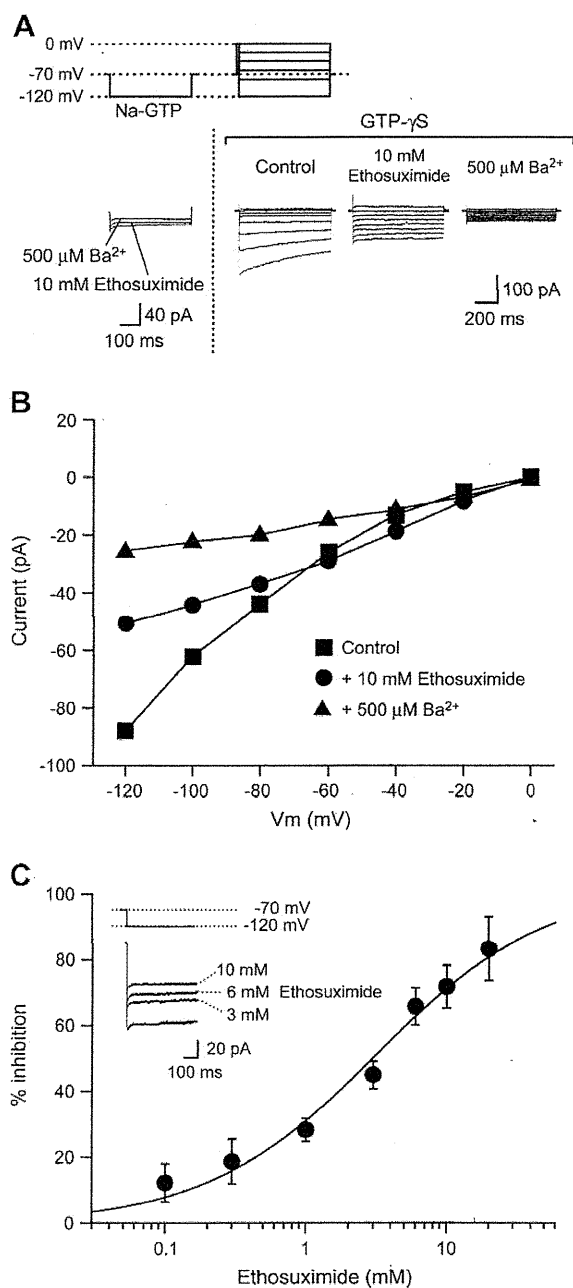 A
0 mV
-70 mV
-120 mV
Na-GTP
GTP-γS
Control
10 mM
Ethosuximide
500 μM Ba²⁺
500 μM Ba²⁺
10 mM Ethosuximide
40 pA
100 ms
100 pA
200 ms
B
20
0
-20
-40
-60
-80
-100
Current (pA)
Control
+ 10 mM Ethosuximide
+ 500 μM Ba²⁺
-120
-100
-80
-60
-40
-20
0
Vm (mV)
C
100
80
60
40
20
0
% inhibition
-70 mV
-120 mV
10 mM
6 mM Ethosuximide
3 mM
20 pA
100 ms
0.1
1
10
Ethosuximide (mM)